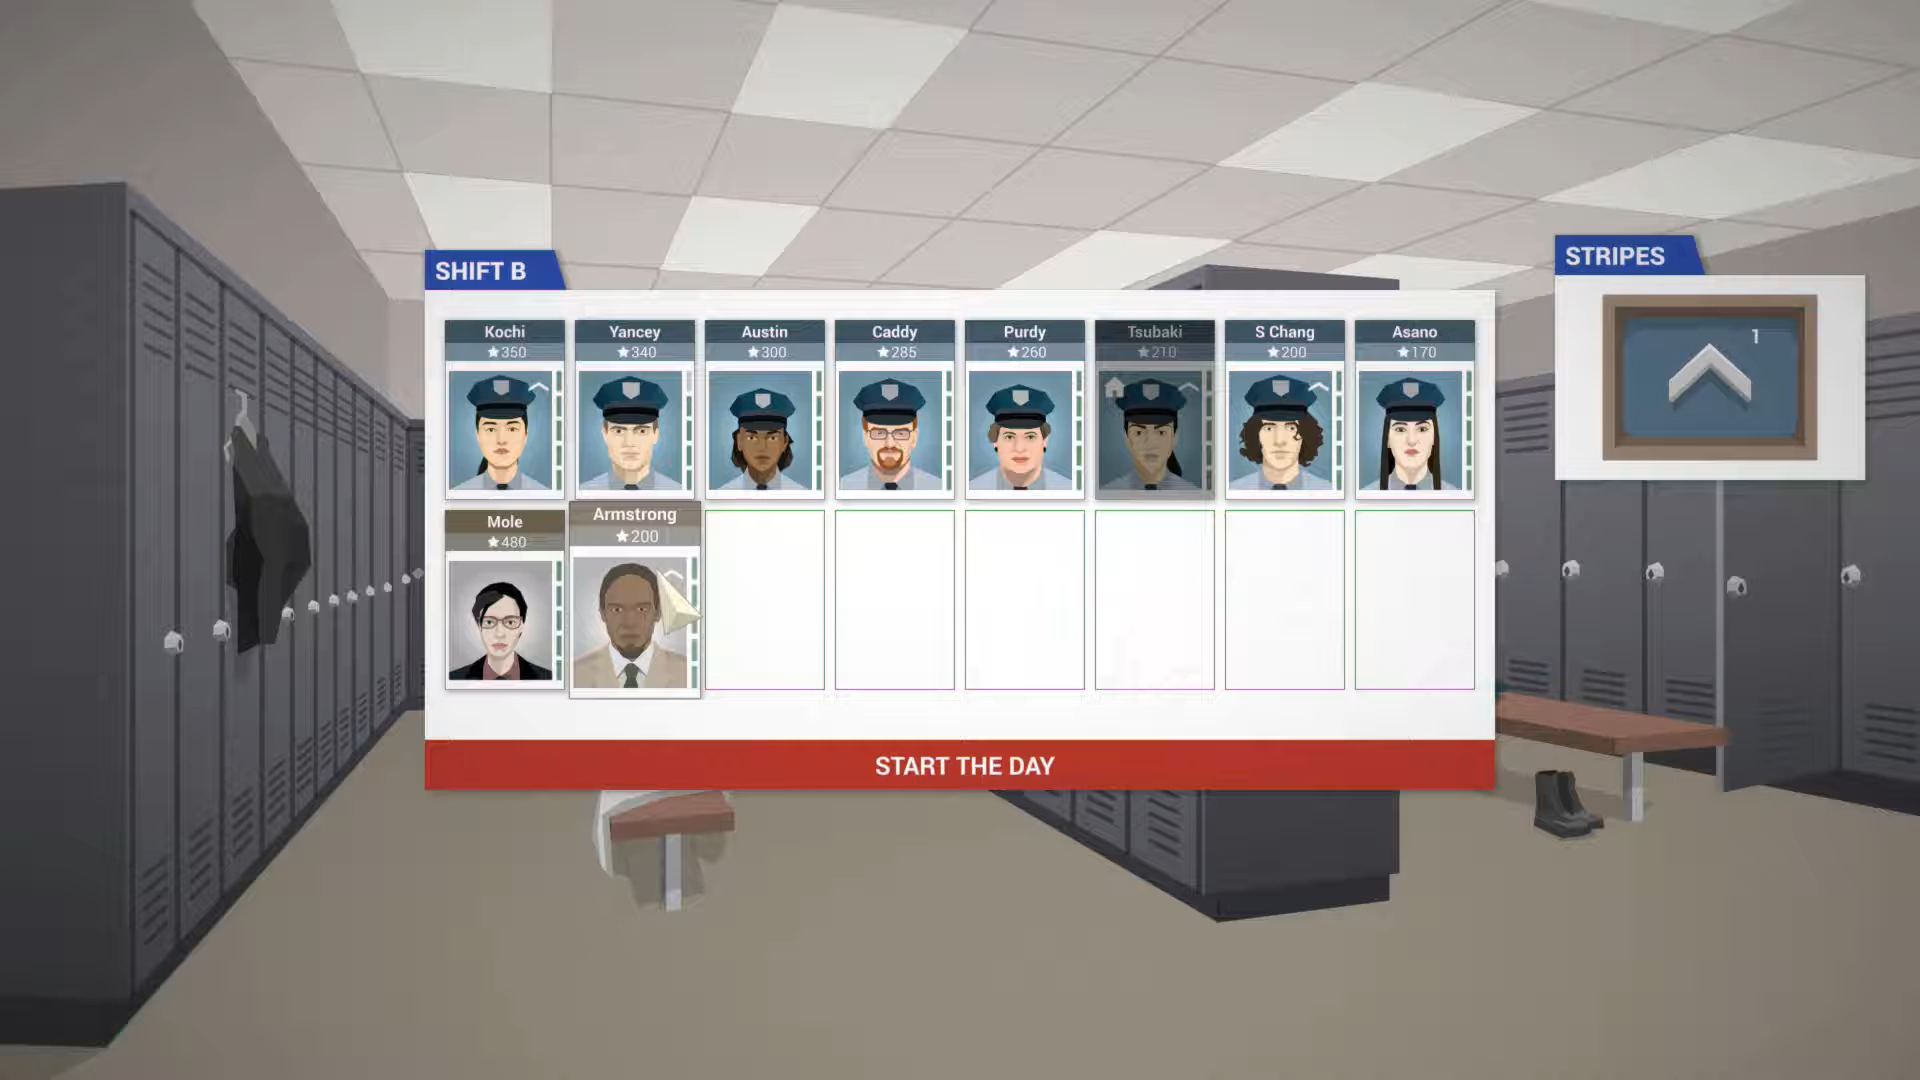 SHIFT B
STRIPES
1
Kochi
350
Yancey
340
Austin
300
Caddy
285
Purdy
260
Tsubaki
210
S Chang
200
Asano
170
Mole
480
Armstrong
200
START THE DAY